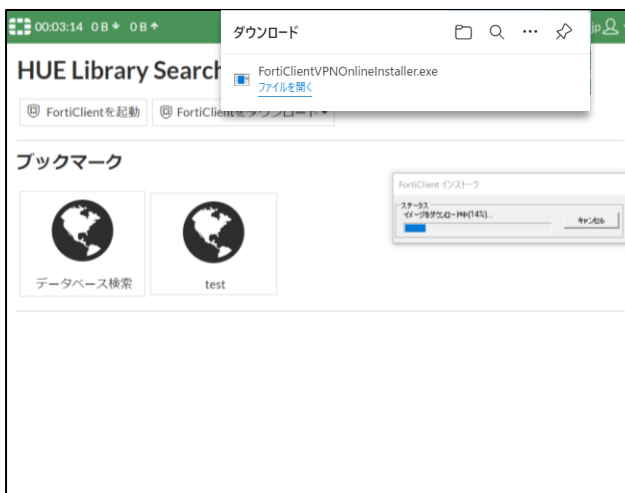 00:03:14 0 B 0 B
ダウンロード
jp
HUE Library Search
FortiClientVPNOnlineInstaller.exe
ファイルを開く
FortiClientを起動
FortiClientをダウンロード
ブックマーク
FortiClient インストーラ
ステータス
イメージをダウンロード中(14%)...
キャンセル
データベース検索
test